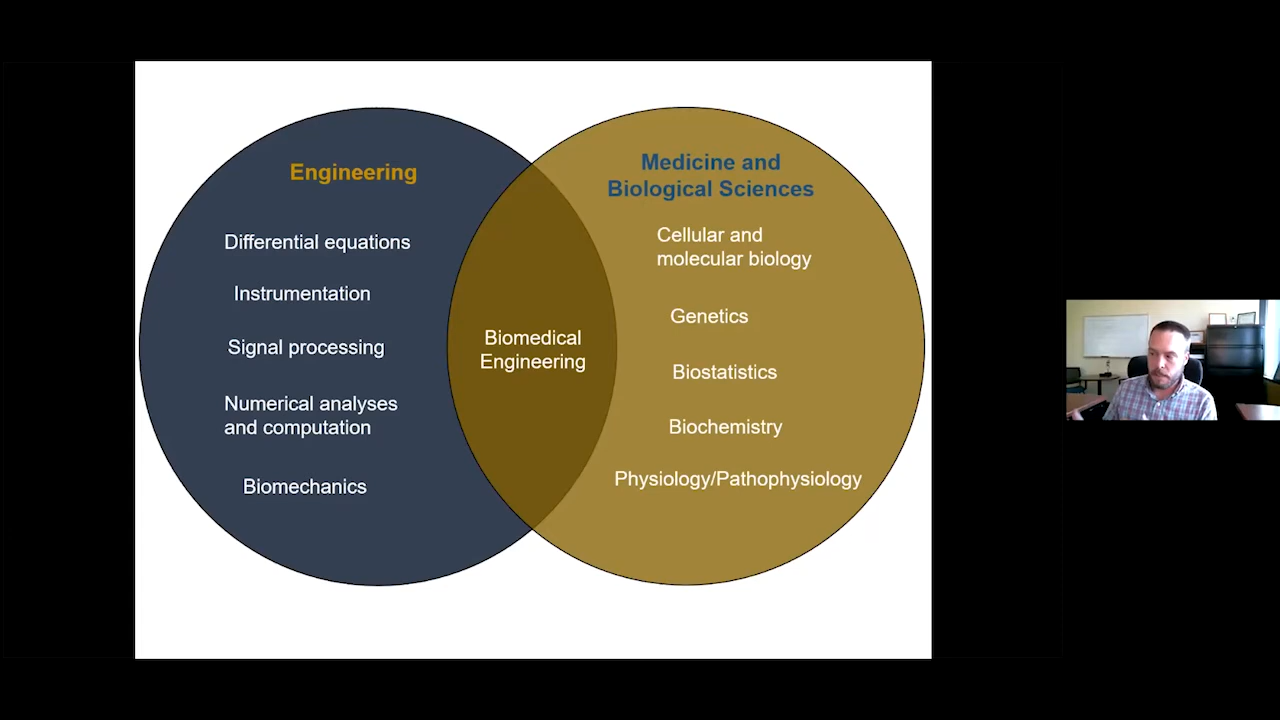 Engineering
Differential equations
Instrumentation
Signal processing
Numerical analyses
and computation
Biomechanics
Biomedical
Engineering
Medicine and
Biological Sciences
Cellular and
molecular biology
Genetics
Biostatistics
Biochemistry
Physiology/Pathophysiology